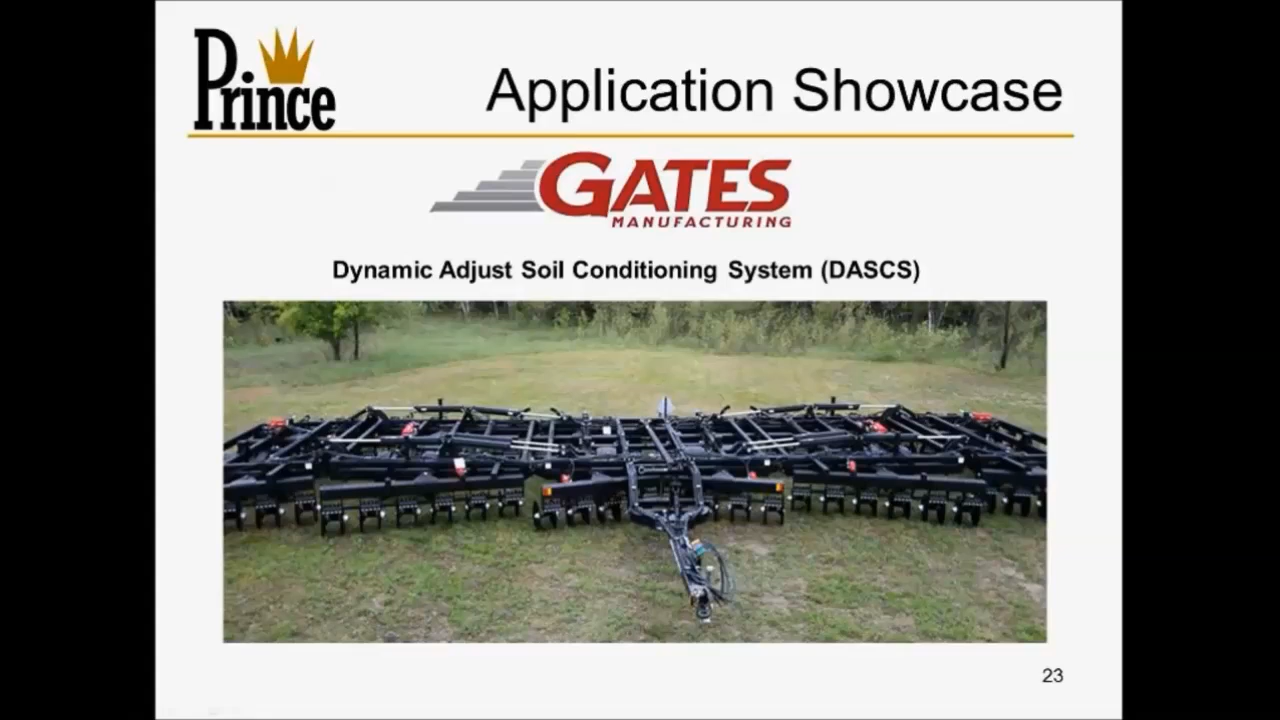 Prince
Application Showcase
GATES
MANUFACTURING
Dynamic Adjust Soil Conditioning System (DASCS)
23